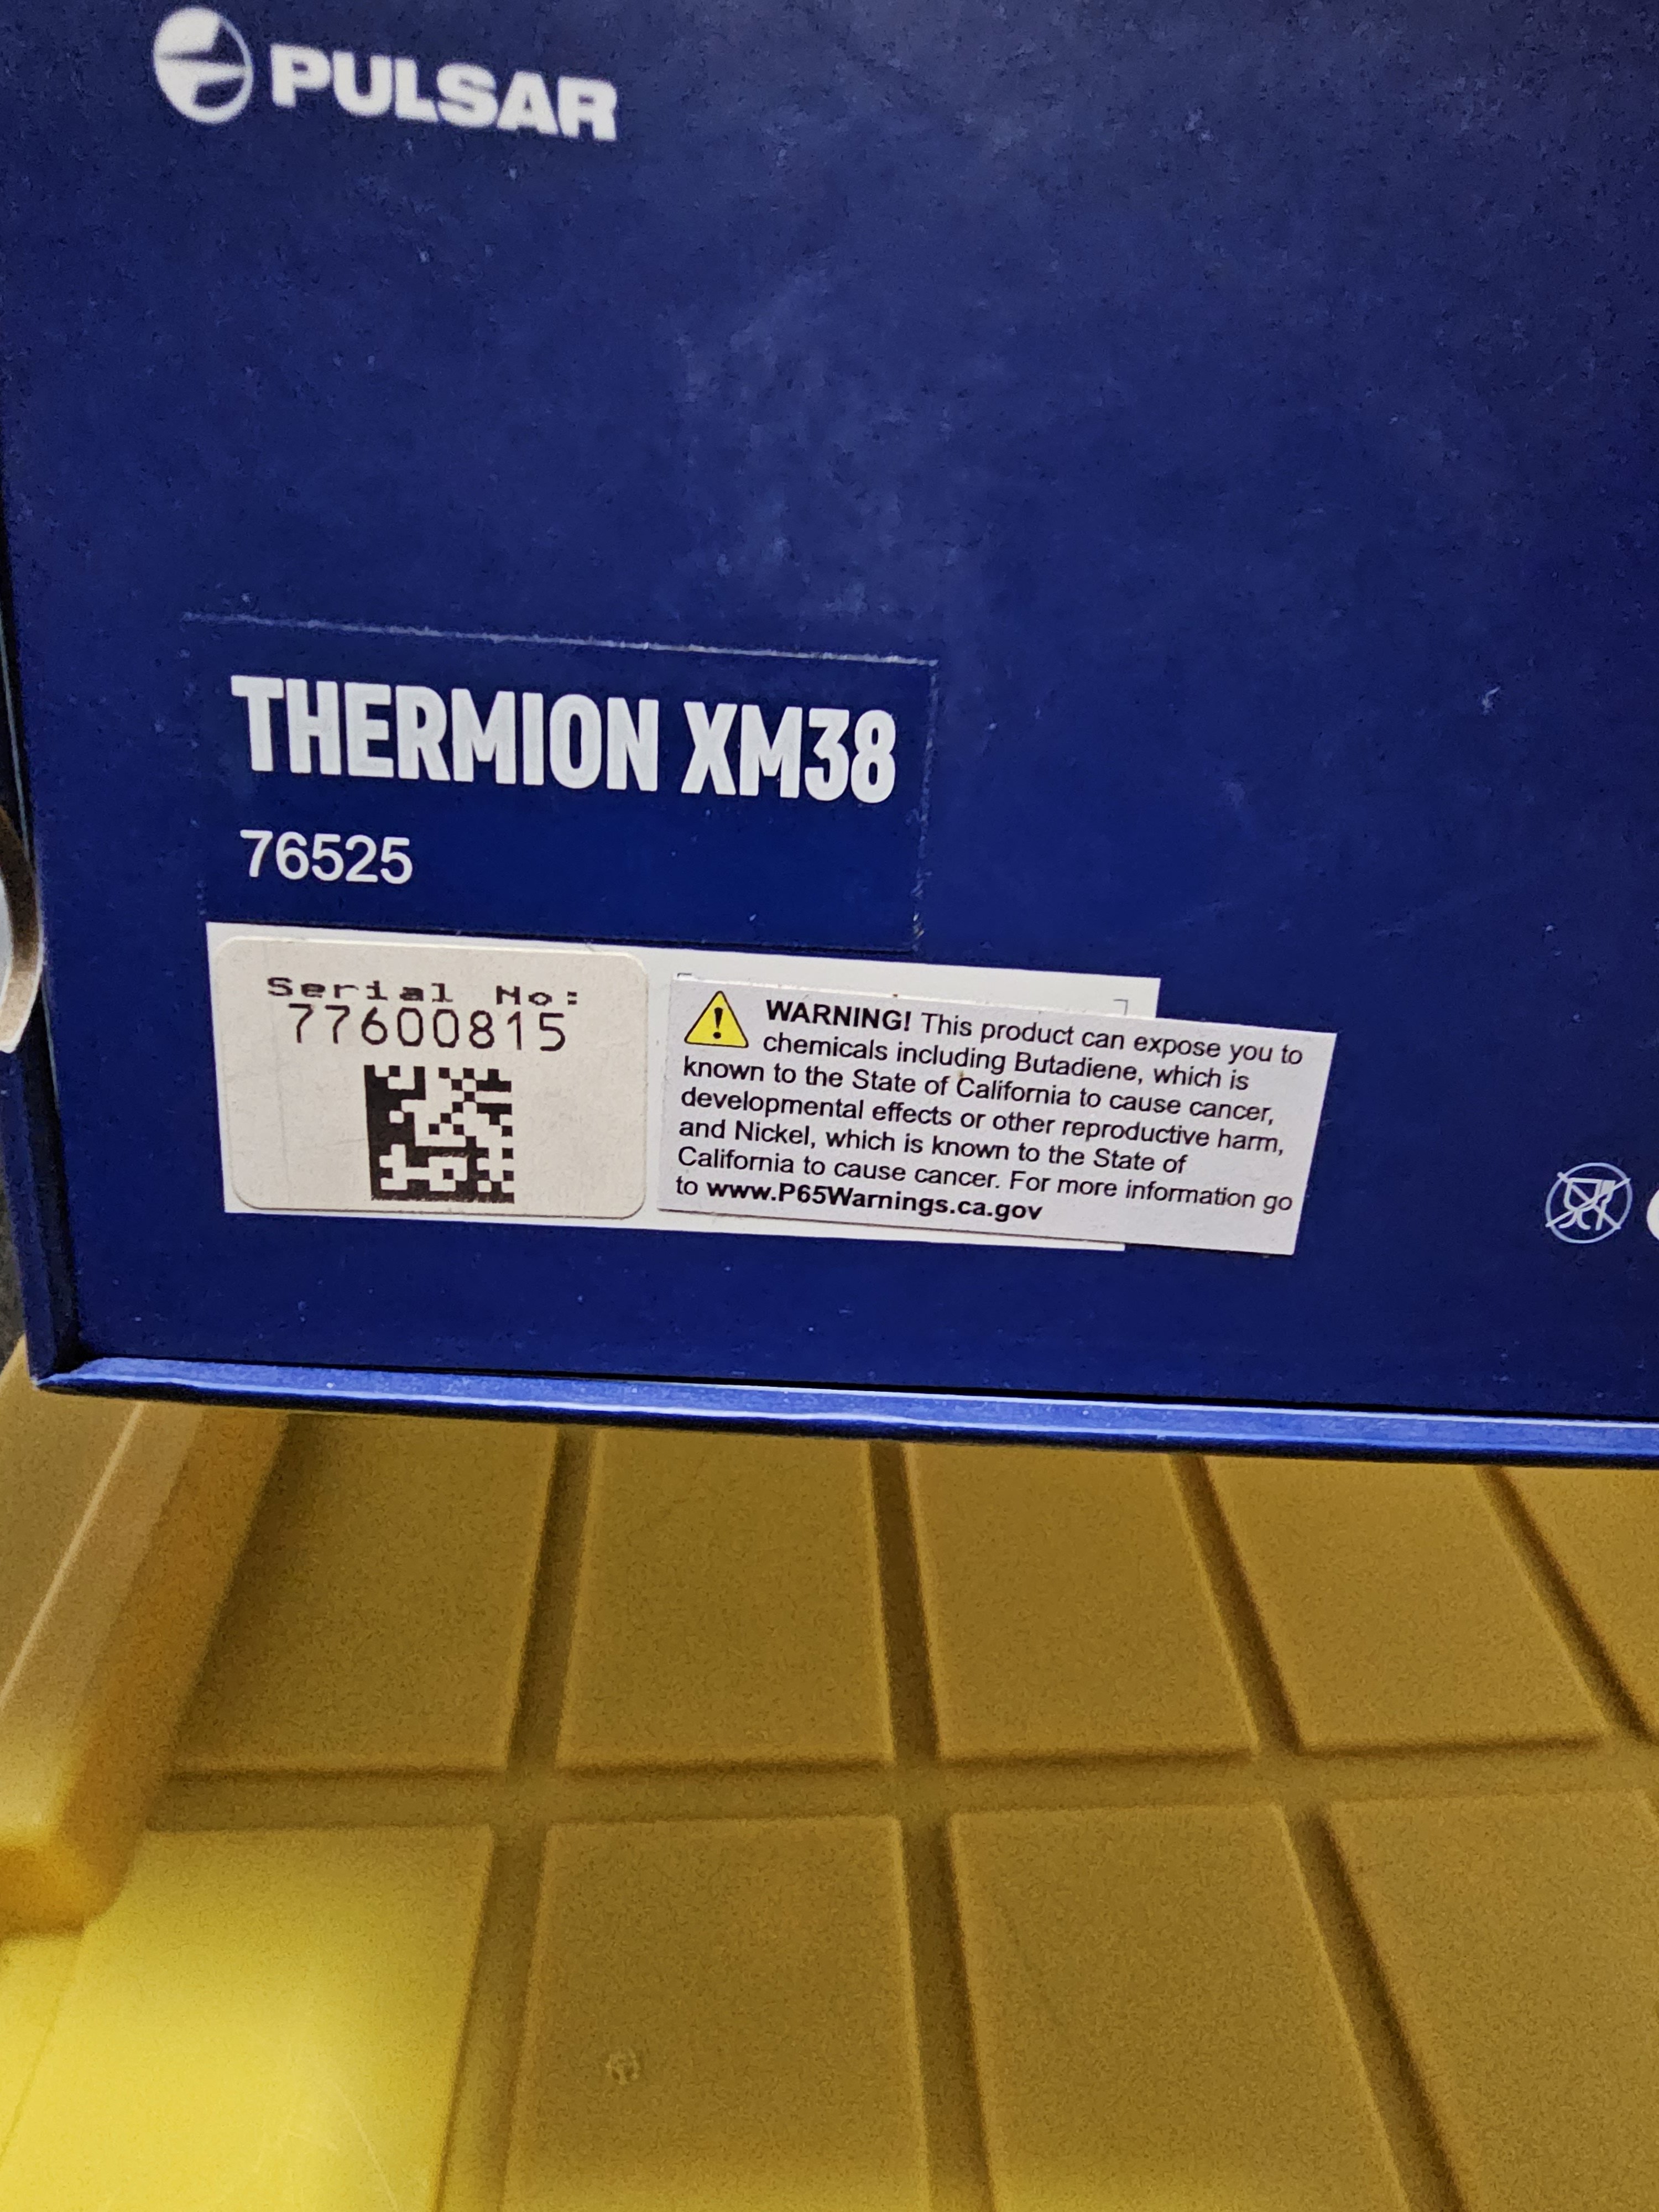 PULSAR
THERMION XM38
76525
Serial No:
77600815
WARNING! This product can expose you to
chemicals including Butadiene, which is
known to the State of California to cause cancer,
developmental effects or other reproductive harm,
and Nickel, which is known to the State of
California to cause cancer. For more information go
to www.P65Warnings.ca.gov